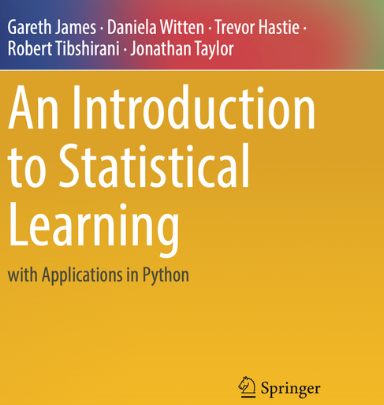 Gareth James · Daniela Witten · Trevor Hastie ·
Robert Tibshirani · Jonathan Taylor
An Introduction
to Statistical
Learning
with Applications in Python
Springer